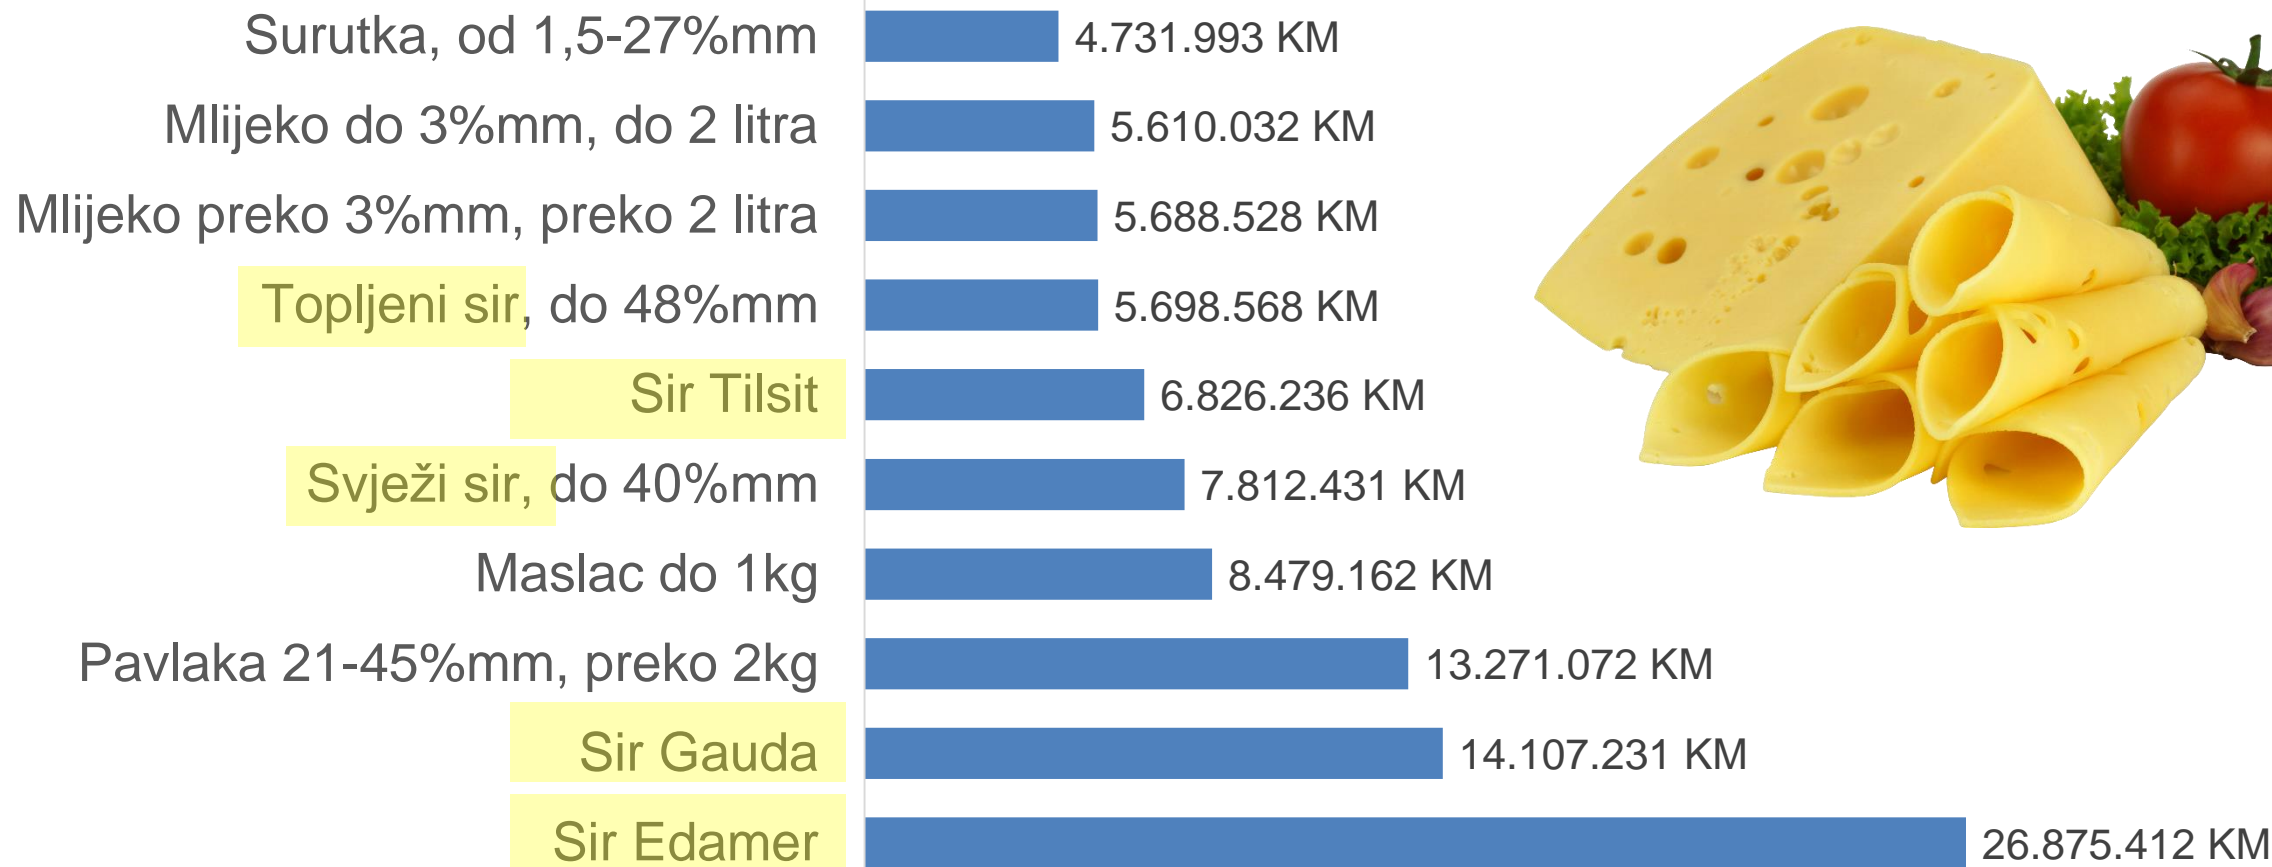 Surutka, od 1,5-27%mm 4.731.993 KM
Mlijeko do 3%mm, do 2 litra 5.610.032 KM
Mlijeko preko 3%mm, preko 2 litra 5.688.528 KM
Topljeni sir, do 48%mm 5.698.568 KM
Sir Tilsit 6.826.236 KM
Svježi sir, do 40%mm 7.812.431 KM
Maslac do 1kg 8.479.162 KM
Pavlaka 21-45%mm, preko 2kg 13.271.072 KM
Sir Gauda 14.107.231 KM
Sir Edamer 26.875.412 KM